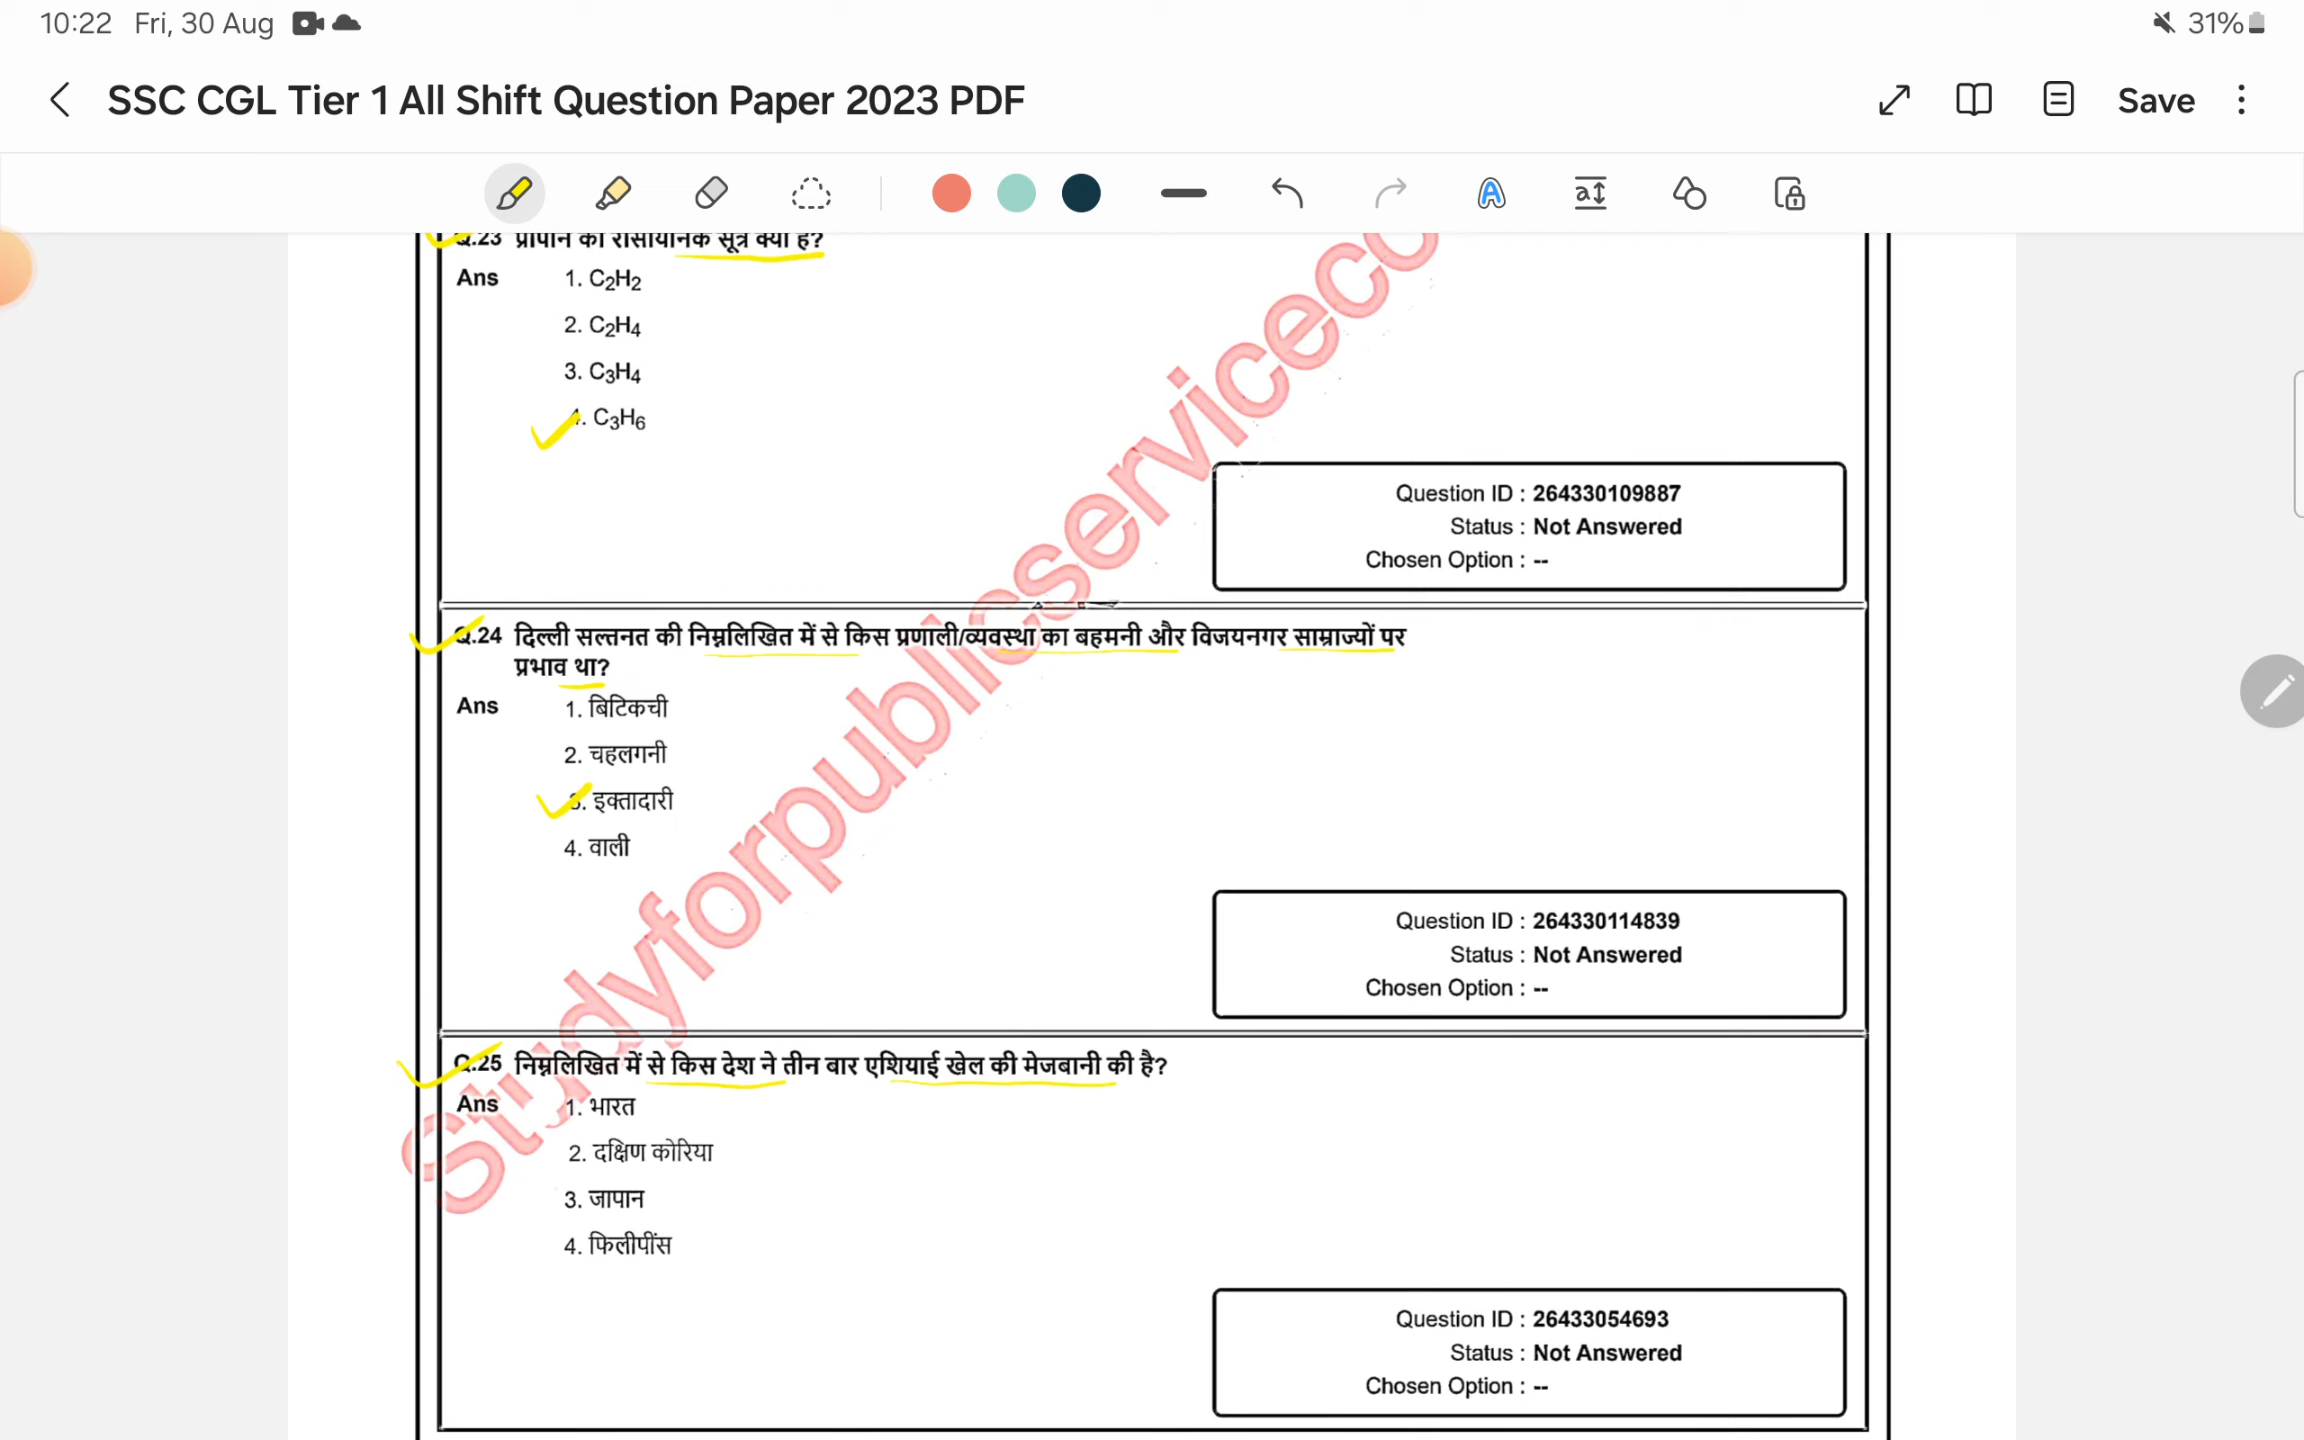 10:22 Fri, 30 Aug
31%
SSC CGL Tier 1 All Shift Question Paper 2023 PDF
Save
Q.23 प्रोपीन का रासायनिक सूत्र क्या है?
Ans 1. C₂H₂
2. C₂H₄
3. C₃H₄
4. C₃H₆
Question ID : 264330109887
Status : Not Answered
Chosen Option : --
Q.24 दिल्ली सल्तनत की निम्नलिखित में से किस प्रणाली/व्यवस्था का बहमनी और विजयनगर साम्राज्यों पर
प्रभाव था?
Ans 1. बिटिकची
2. चहलगनी
3. इक्तादारी
4. वाली
Question ID : 264330114839
Status : Not Answered
Chosen Option : --
Q.25 निम्नलिखित में से किस देश ने तीन बार एशियाई खेल की मेजबानी की है?
Ans 1. भारत
2. दक्षिण कोरिया
3. जापान
4. फिलीपींस
Question ID : 26433054693
Status : Not Answered
Chosen Option : --
Studyforpublicserviceco